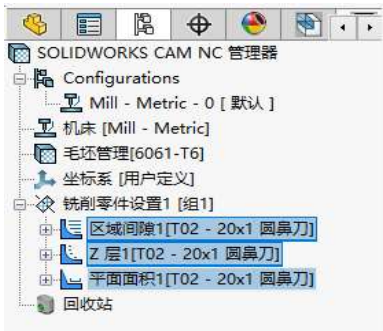 SOLIDWORKS CAM NC 管理器
Configurations
Mill - Metric - 0 [ 默认 ]
机床 [Mill - Metric]
毛坯管理[6061-T6]
坐标系 [用户定义]
铣削零件设置1 [组1]
区域间隙1[T02 - 20x1 圆鼻刀]
Z 层1[T02 - 20x1 圆鼻刀]
平面面积1[T02 - 20x1 圆鼻刀]
回收站